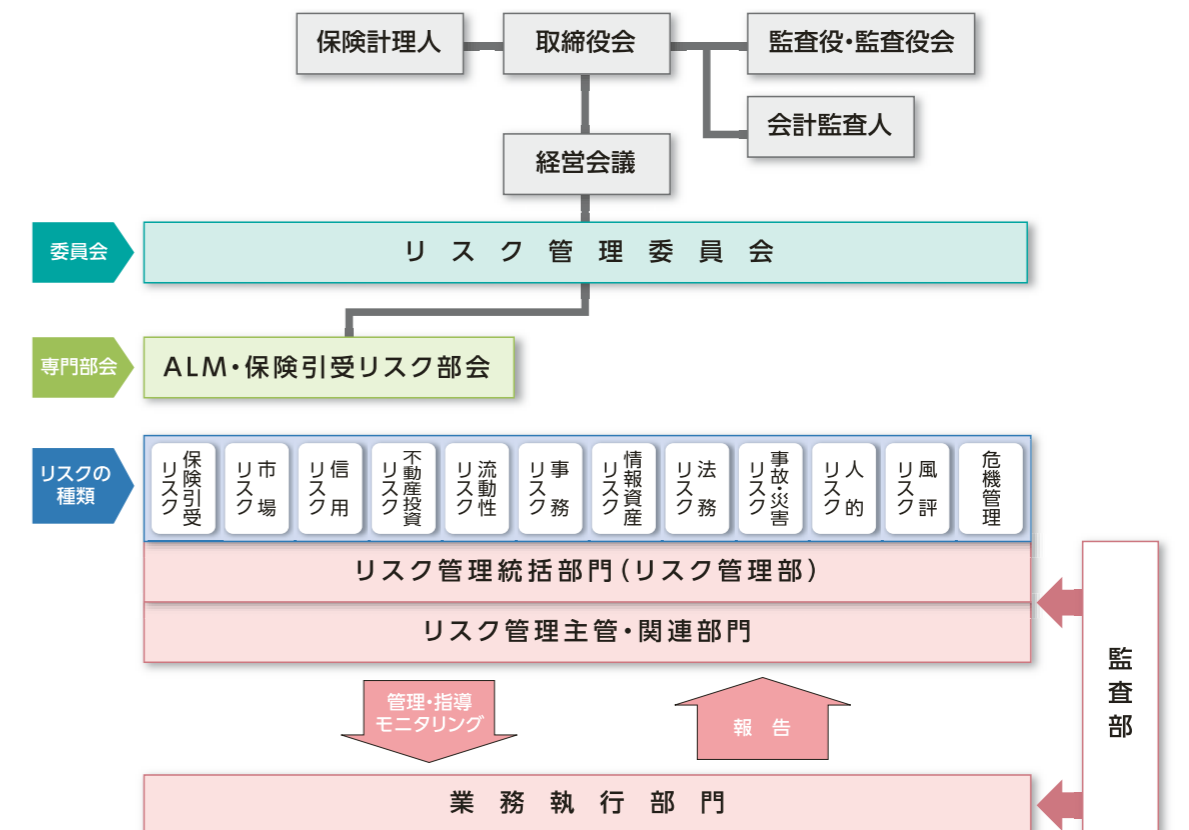 保険計理人
取締役会
監査役・監査役会
会計監査人
経営会議
委員会
リスク管理委員会
専門部会
ALM・保険引受リスク部会
リスクの
種類
保険引受
リスク
市場
リスク
信用
リスク
不動産投資
リスク
流動性
リスク
事務
リスク
情報資産
リスク
法務
リスク
事故・災害
リスク
人的
リスク
風評
リスク
危機管理
リスク管理統括部門(リスク管理部)
リスク管理主管・関連部門
管理・指導
モニタリング
報告
監査部
業務執行部門